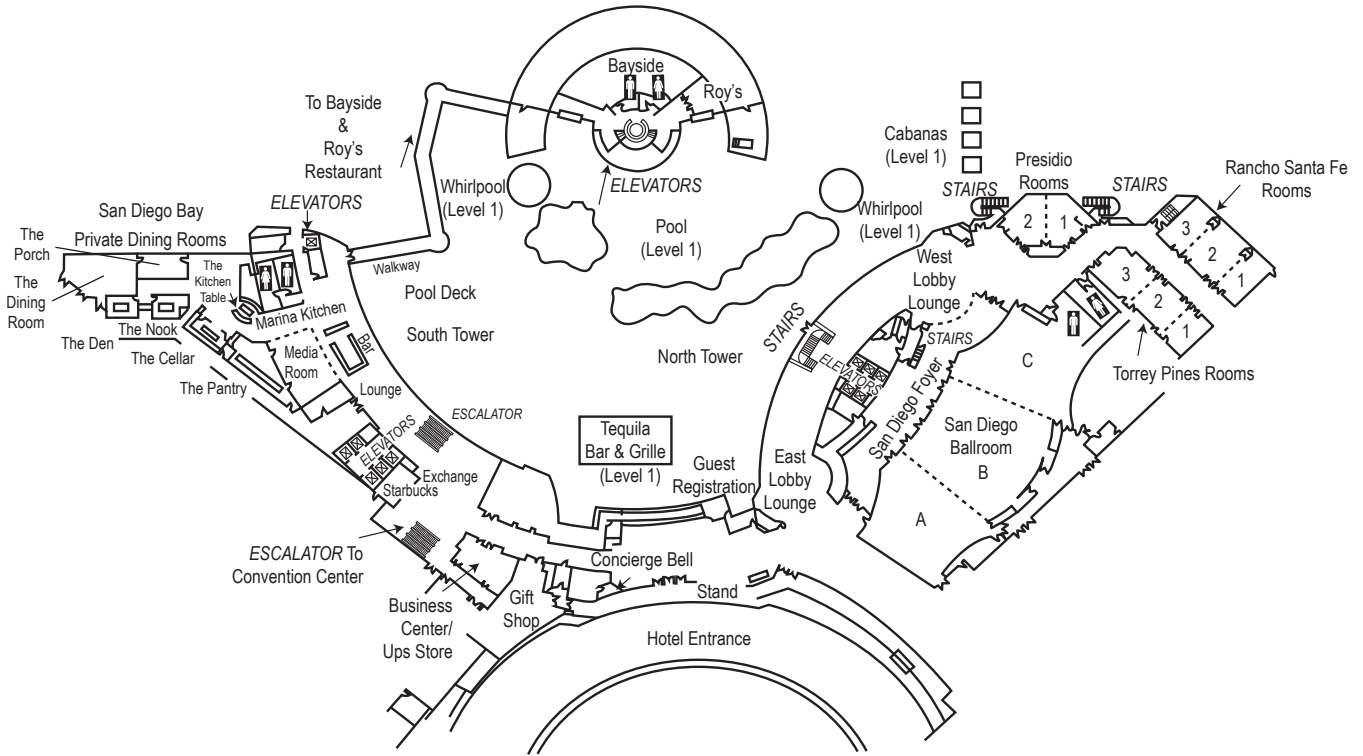 Bayside
Roy's
To Bayside
&
Roy's
Restaurant
ELEVATORS
Whirlpool
(Level 1)
ELEVATORS
Pool
(Level 1)
Whirlpool
(Level 1)
Cabanas
(Level 1)
STAIRS
Presidio
Rooms
2
1
STAIRS
Rancho Santa Fe
Rooms
3
2
1
San Diego Bay
Private Dining Rooms
The
Porch
The
Dining
Room
The
Kitchen
Table
The Nook
The Den
The Cellar
The Pantry
Marina Kitchen
Media
Room
Bar
Lounge
Walkway
Pool Deck
South Tower
North Tower
ESCALATOR
ELEVATORS
Exchange
Starbucks
ESCALATOR To
Convention Center
Business
Center/
Ups Store
Gift
Shop
Concierge Bell
Stand
Hotel Entrance
Tequila
Bar & Grille
(Level 1)
Guest
Registration
East
Lobby
Lounge
West
Lobby
Lounge
STAIRS
ELEVATORS
STAIRS
San Diego Foyer
C
San Diego
Ballroom
B
A
3
2
1
Torrey Pines Rooms